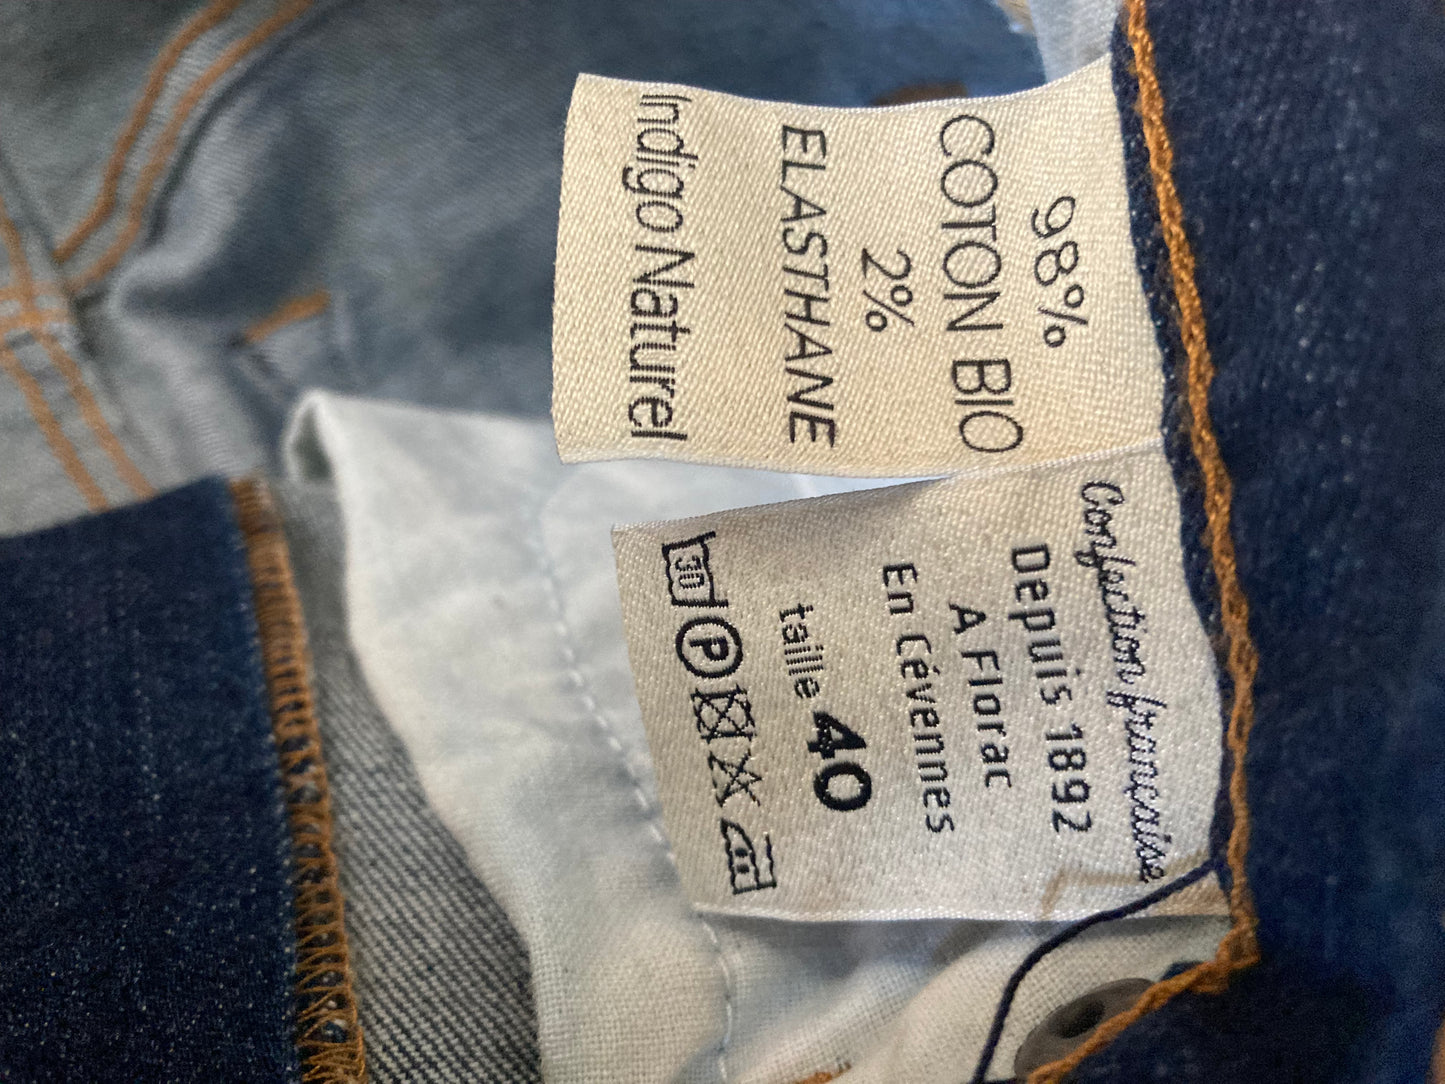 98%
COTON BIO
2%
ELASTHANE
Indigo Naturel
Confection française
Depuis 1892
A Florac
En Cévennes
taille 40
30 P